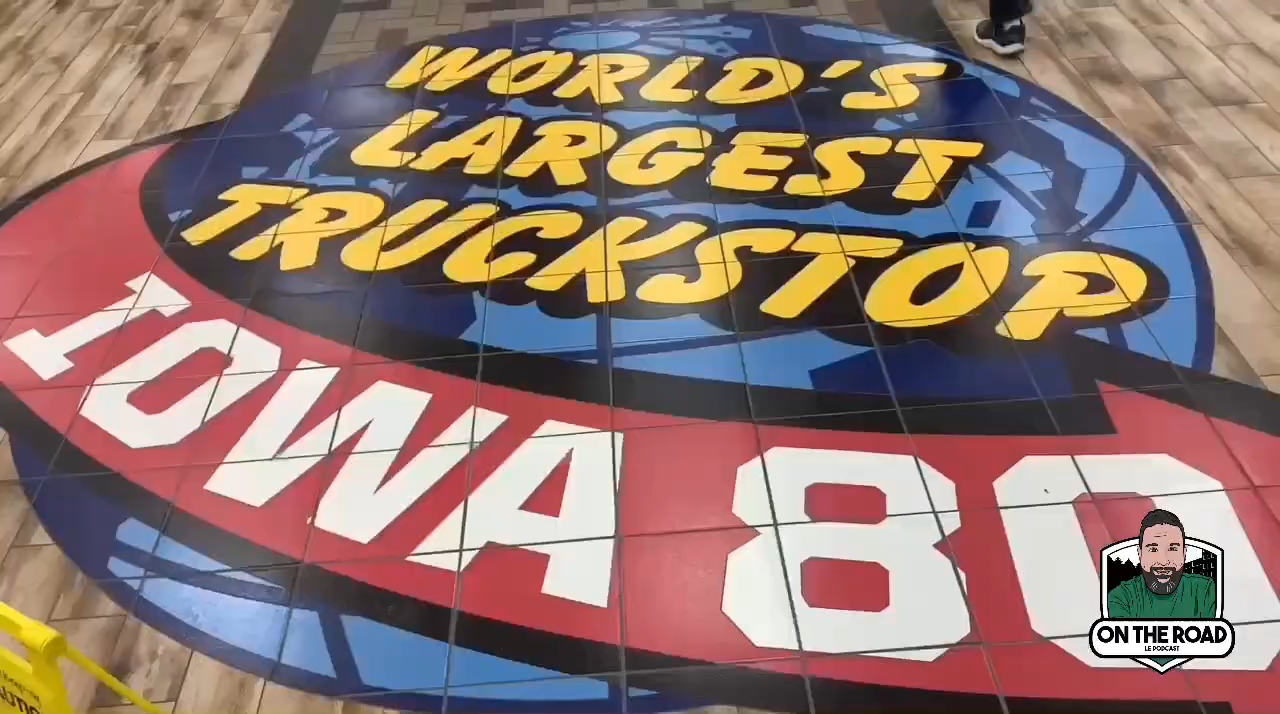 WORLD'S
LARGEST
TRUCKSTOP
IOWA 80
ON THE ROAD
LE PODCAST